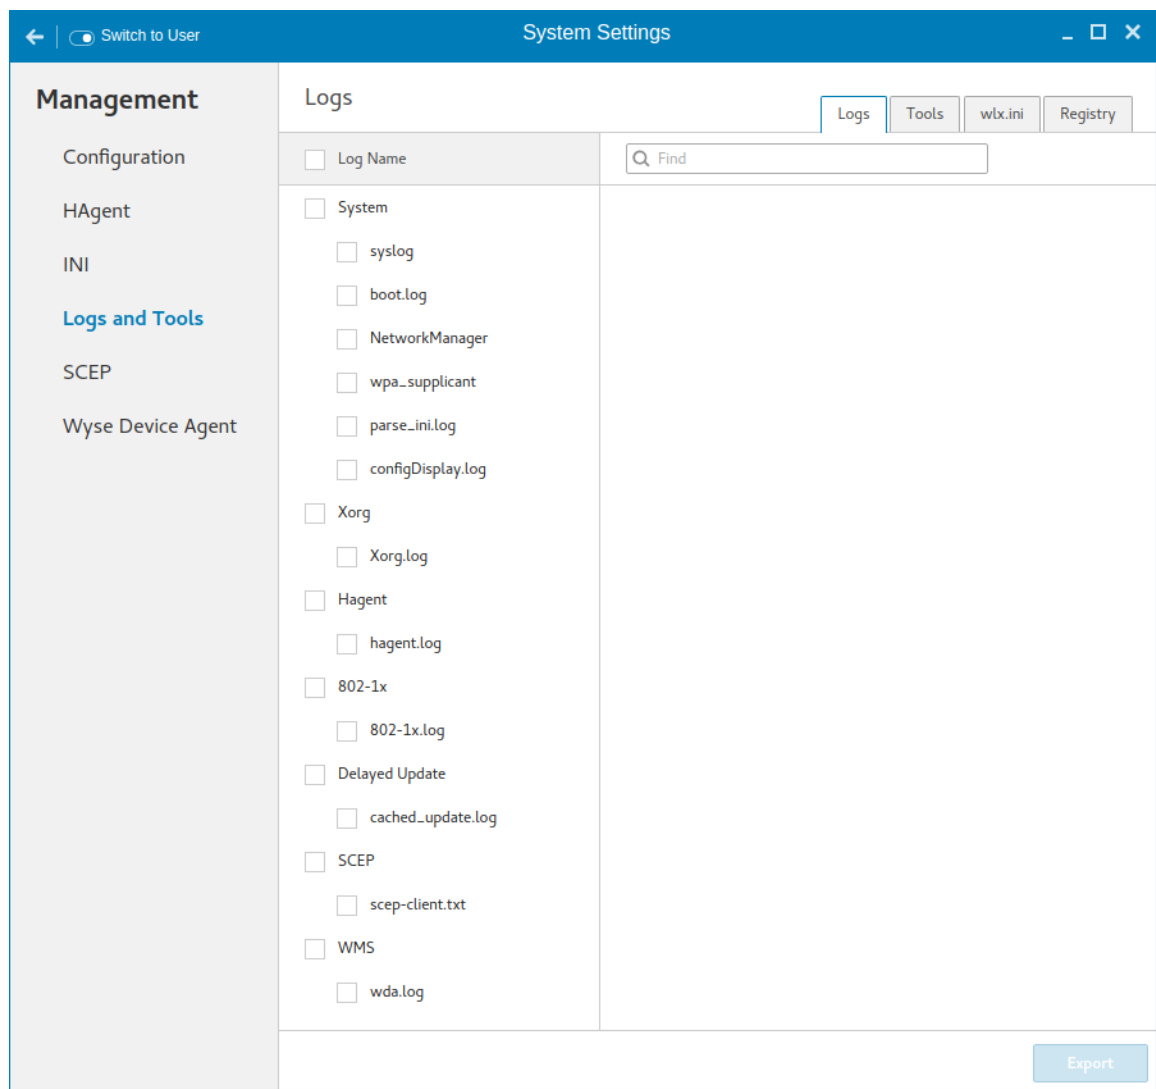 Switch to User
System Settings
Management
Configuration
HAgent
INI
Logs and Tools
SCEP
Wyse Device Agent
Logs
Logs Tools wlx.ini Registry
Log Name
Find
System
syslog
boot.log
NetworkManager
wpa_supplicant
parse_ini.log
configDisplay.log
Xorg
Xorg.log
Hagent
hagent.log
802-1x
802-1x.log
Delayed Update
cached_update.log
SCEP
scep-client.txt
WMS
wda.log
Export